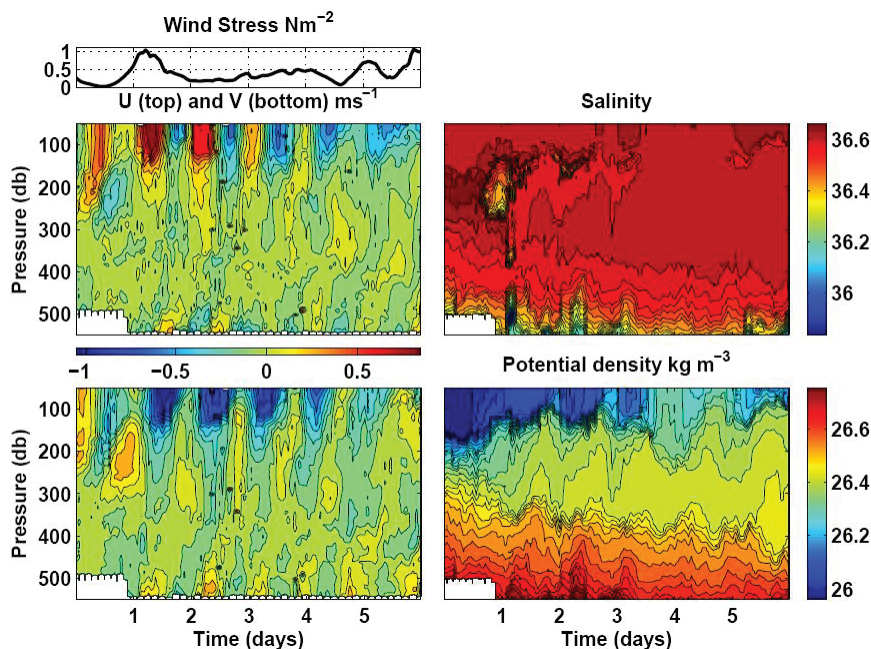 Wind Stress Nm−2
1
0.5
0
U (top) and V (bottom) ms−1
Pressure (db)
100
200
300
400
500
−1 −0.5 0 0.5
Pressure (db)
100
200
300
400
500
1 2 3 4 5
Time (days)
Salinity
36.6
36.4
36.2
36
Potential density kg m−3
26.6
26.4
26.2
26
1 2 3 4 5
Time (days)